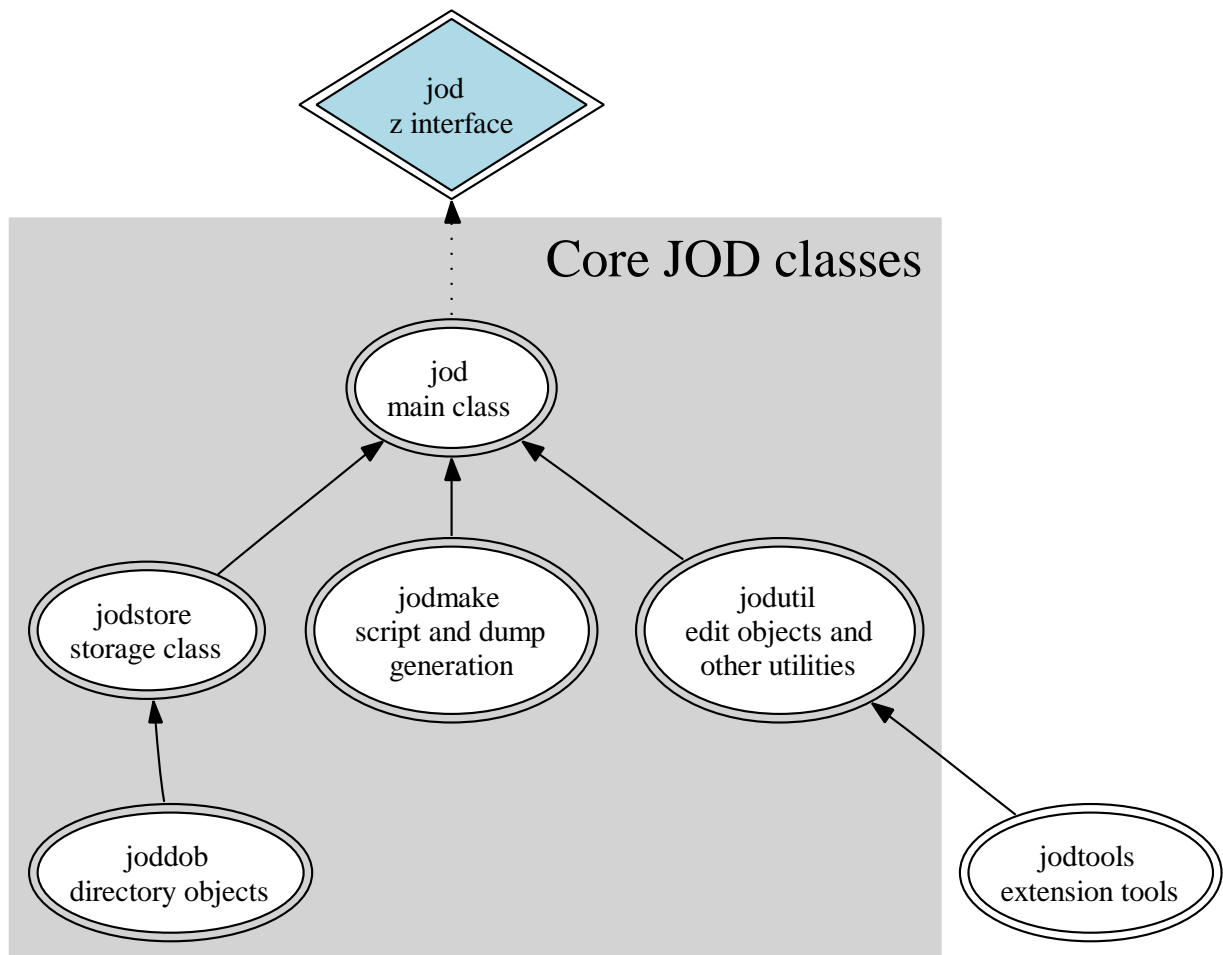 jod
z interface
Core JOD classes
jod
main class
jodstore
storage class
jodmake
script and dump
generation
jodutil
edit objects and
other utilities
joddob
directory objects
jodtools
extension tools